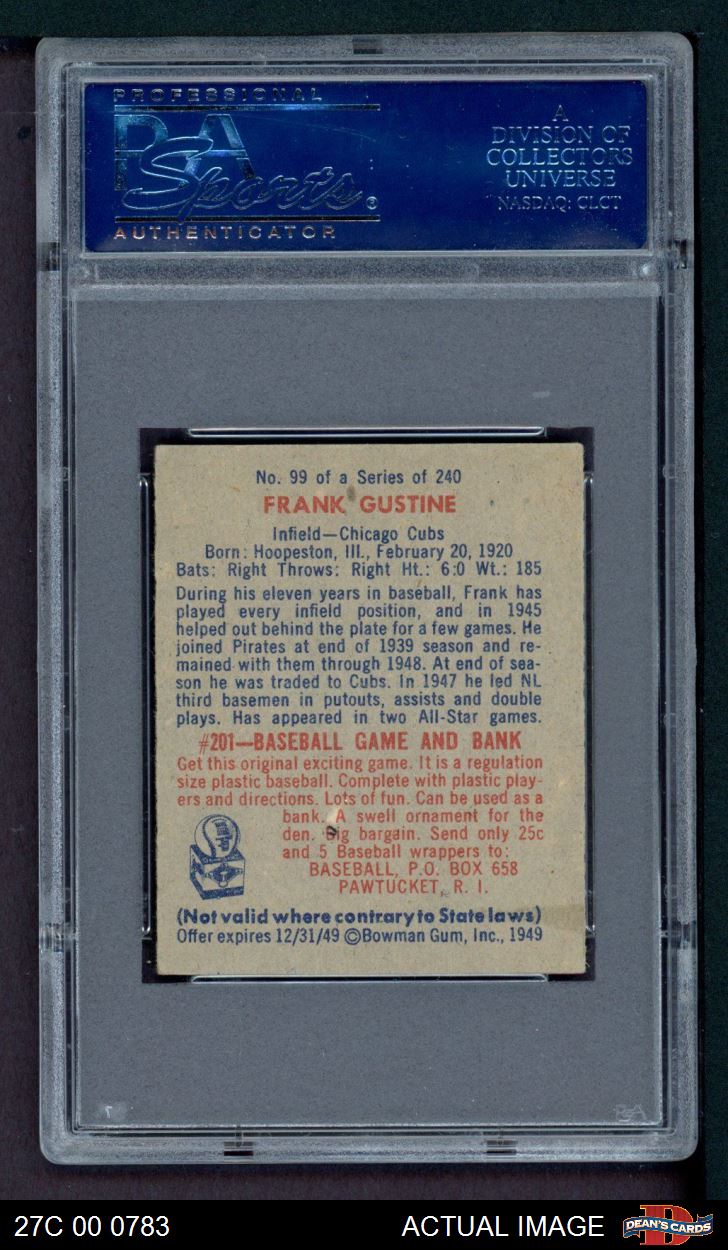 PROFESSIONAL
PSA
Sports®
AUTHENTICATOR
A
DIVISION OF
COLLECTORS
UNIVERSE
NASDAQ: CLCT
No. 99 of a Series of 240
FRANK GUSTINE
Infield—Chicago Cubs
Born: Hoopeston, Ill., February 20, 1920
Bats: Right Throws: Right Ht.: 6:0 Wt.: 185
During his eleven years in baseball, Frank has
played every infield position, and in 1945
helped out behind the plate for a few games. He
joined Pirates at end of 1939 season and re-
mained with them through 1948. At end of sea-
son he was traded to Cubs. In 1947 he led NL
third basemen in putouts, assists and double
plays. Has appeared in two All-Star games.
#201—BASEBALL GAME AND BANK
Get this original exciting game. It is a regulation
size plastic baseball. Complete with plastic play-
ers and directions. Lots of fun. Can be used as a
bank. A swell ornament for the
den. Big bargain. Send only 25c
and 5 Baseball wrappers to:
BASEBALL, P.O. BOX 658
PAWTUCKET, R. I.
(Not valid where contrary to State laws)
Offer expires 12/31/49 ©Bowman Gum, Inc., 1949
PSA
27C 00 0783
ACTUAL IMAGE
DEAN'S CARDS